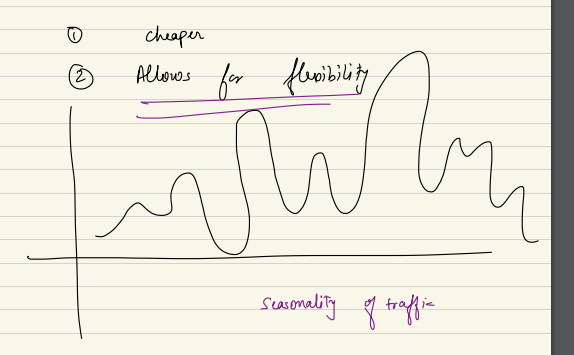 ① cheaper
② Allows for flexibility
Seasonality of traffic